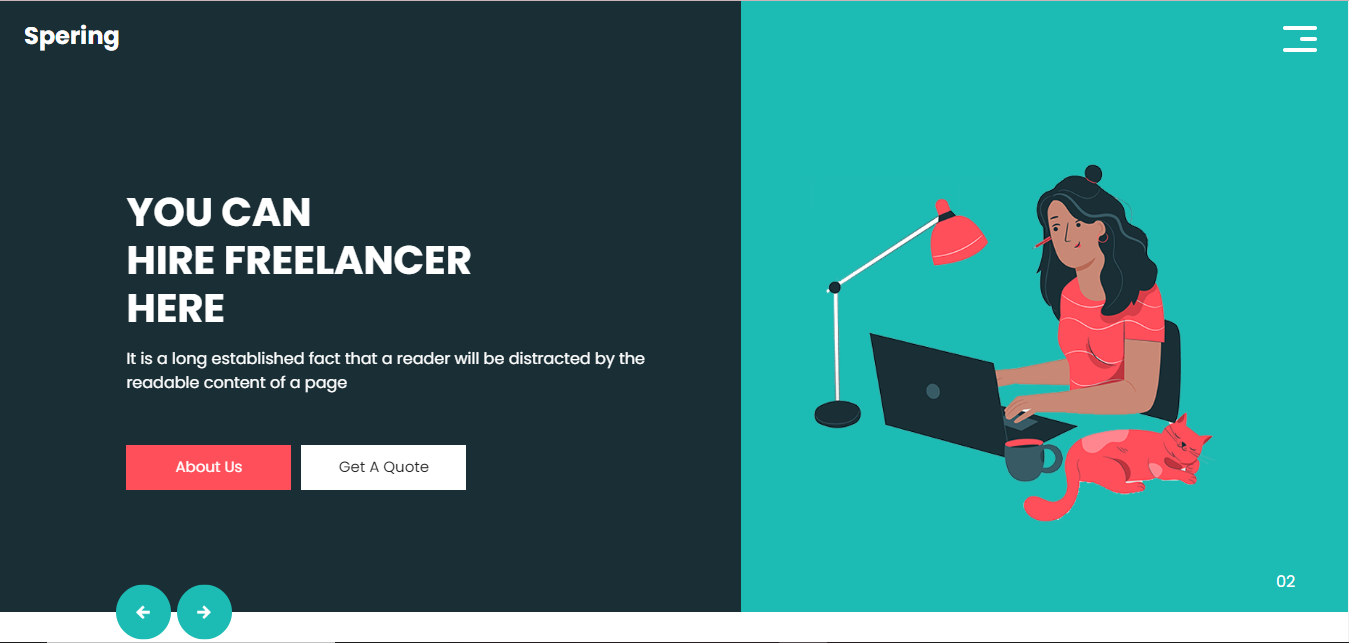 Spering
YOU CAN
HIRE FREELANCER
HERE
It is a long established fact that a reader will be distracted by the
readable content of a page
About Us
Get A Quote
02